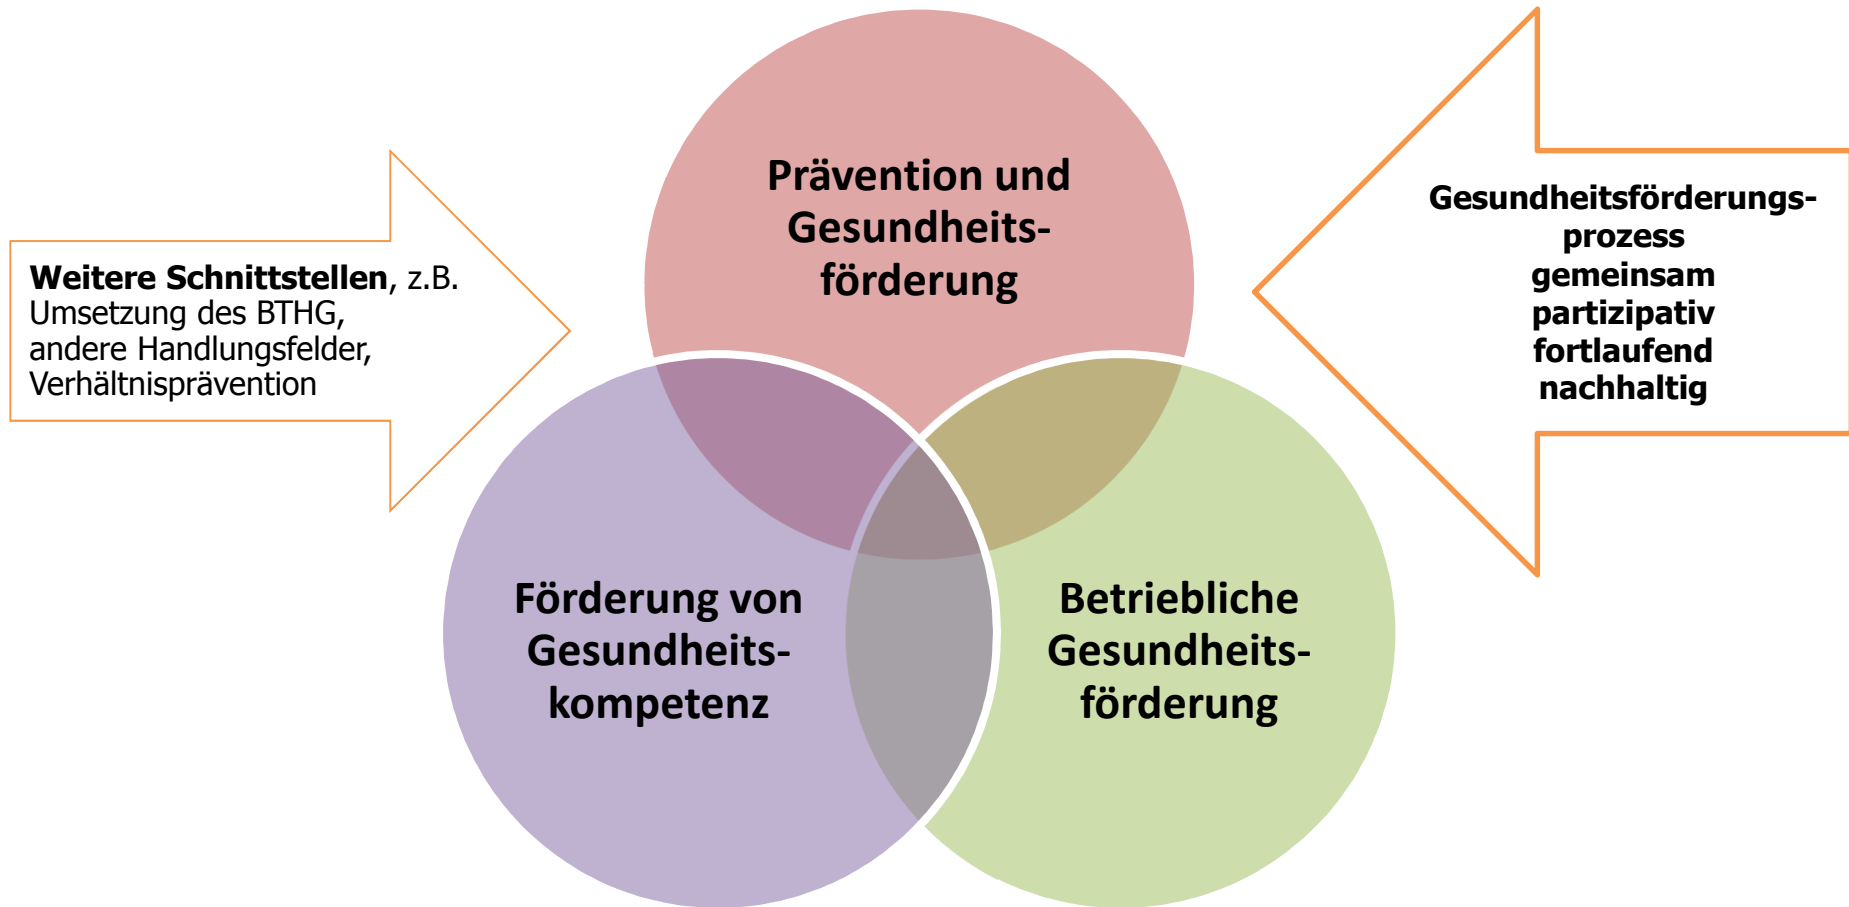 Prävention und
Gesundheits-
förderung
Weitere Schnittstellen, z.B.
Umsetzung des BTHG,
andere Handlungsfelder,
Verhältnisprävention
Gesundheitsförderungs-
prozess
gemeinsam
partizipativ
fortlaufend
nachhaltig
Förderung von
Gesundheits-
kompetenz
Betriebliche
Gesundheits-
förderung